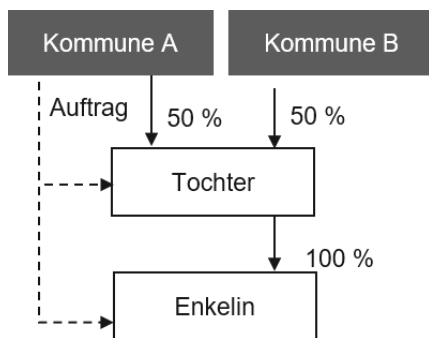 Kommune A
Kommune B
Auftrag
50 %
50 %
Tochter
100 %
Enkelin